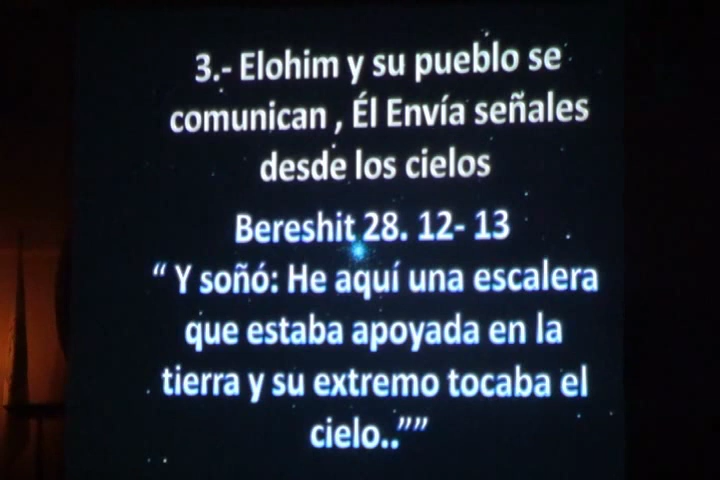 3.- Elohim y su pueblo se
comunican , Él Envía señales
desde los cielos
Bereshit 28. 12- 13
“ Y soñó: He aquí una escalera
que estaba apoyada en la
tierra y su extremo tocaba el
cielo..””